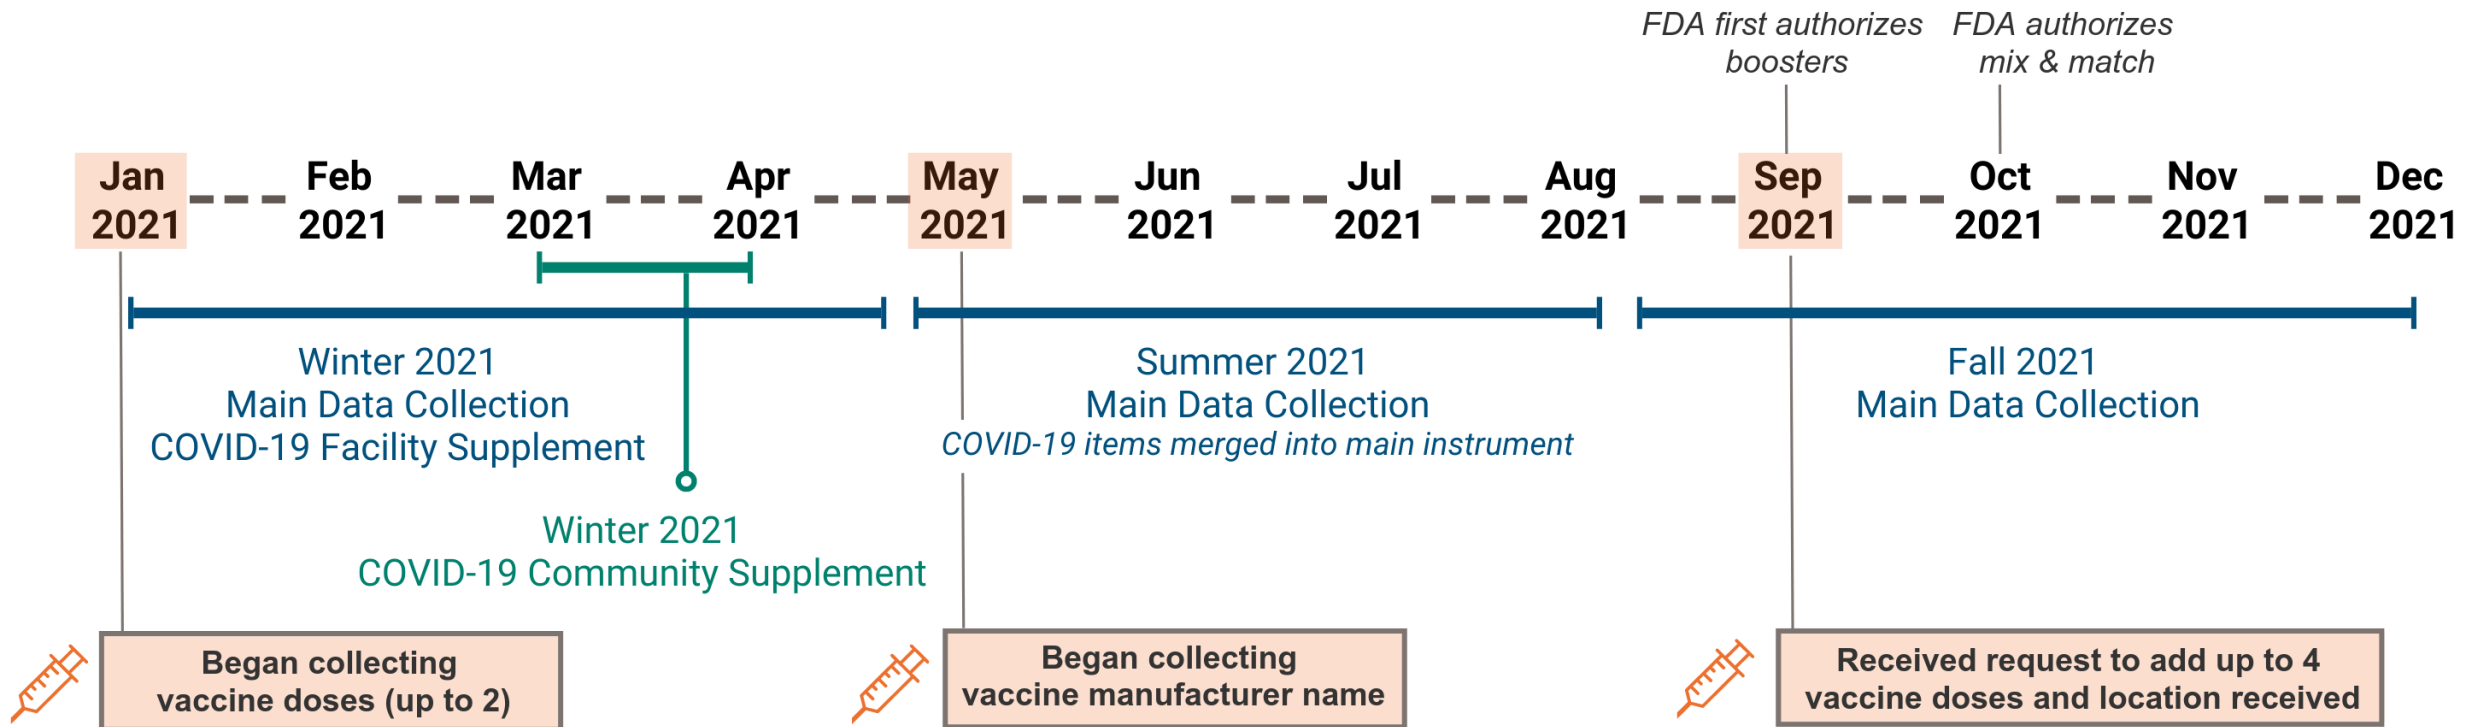 FDA first authorizes
boosters
FDA authorizes
mix & match
Jan
2021
Feb
2021
Mar
2021
Apr
2021
May
2021
Jun
2021
Jul
2021
Aug
2021
Sep
2021
Oct
2021
Nov
2021
Dec
2021
Winter 2021
Main Data Collection
COVID-19 Facility Supplement
Summer 2021
Main Data Collection
COVID-19 items merged into main instrument
Fall 2021
Main Data Collection
Winter 2021
COVID-19 Community Supplement
Began collecting
vaccine doses (up to 2)
Began collecting
vaccine manufacturer name
Received request to add up to 4
vaccine doses and location received